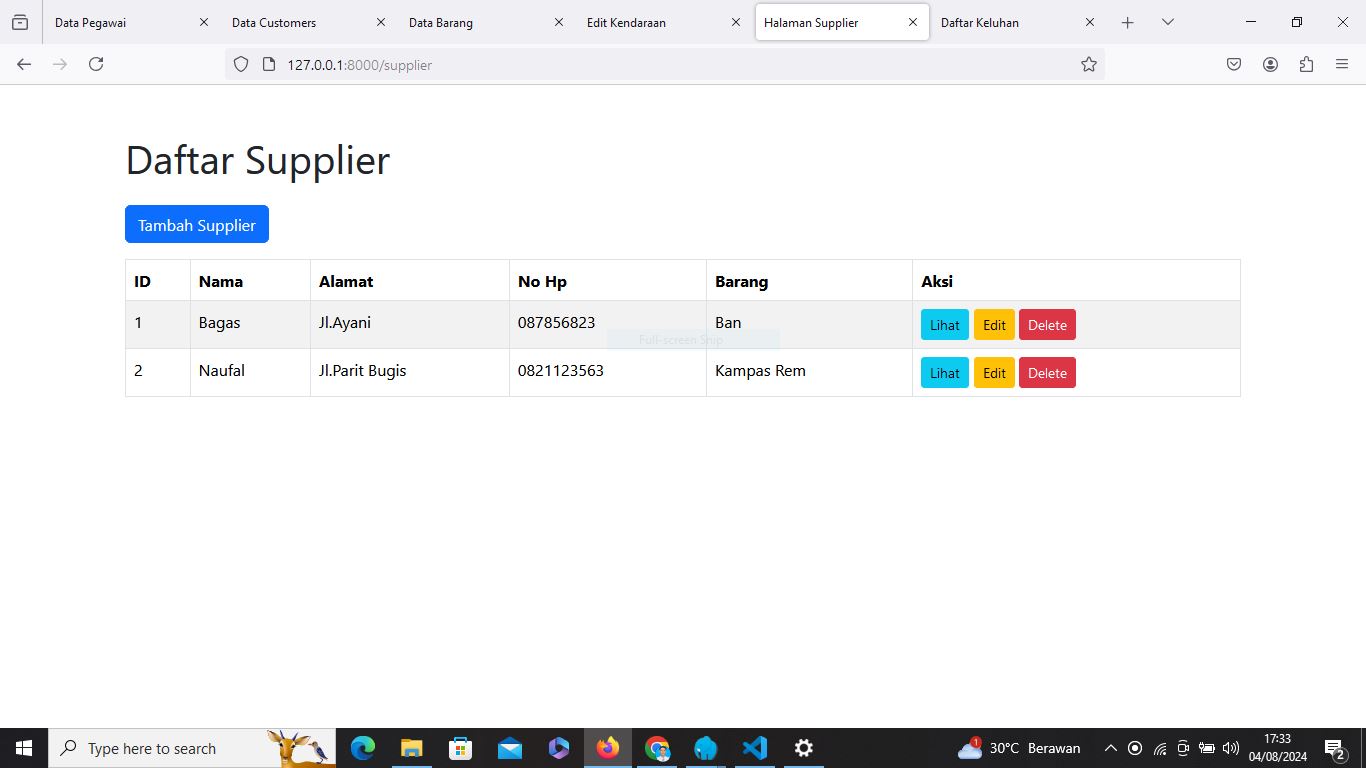 Data Pegawai Data Customers Data Barang Edit Kendaraan Halaman Supplier Daftar Keluhan
127.0.0.1:8000/supplier
Daftar Supplier
Tambah Supplier
ID Nama Alamat No Hp Barang Aksi
1 Bagas Jl.Ayani 087856823 Ban Lihat Edit Delete
Full-screen Snip
2 Naufal Jl.Parit Bugis 0821123563 Kampas Rem Lihat Edit Delete
Type here to search 1 30°C Berawan 17:33
04/08/2024 2